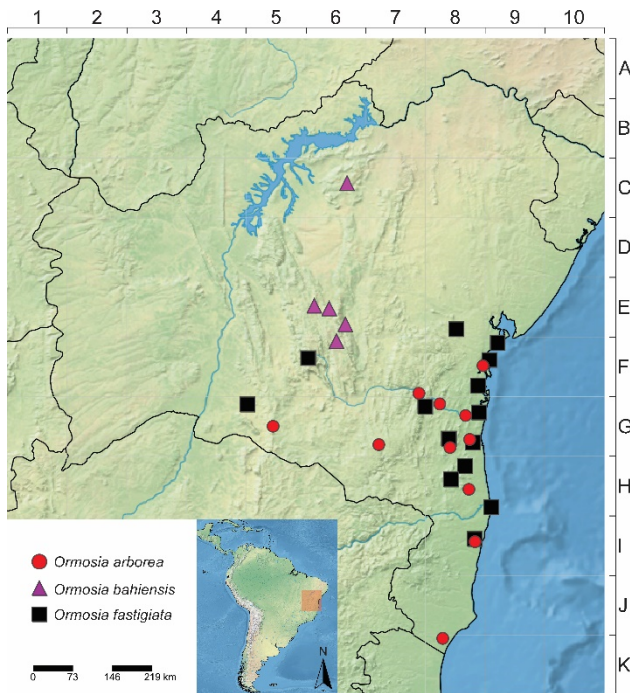 1 2 3 4 5 6 7 8 9 10
A
B
C
D
E
F
G
H
I
J
K
Ormosia arborea
Ormosia bahiensis
Ormosia fastigiata
0 73 146 219 km
N